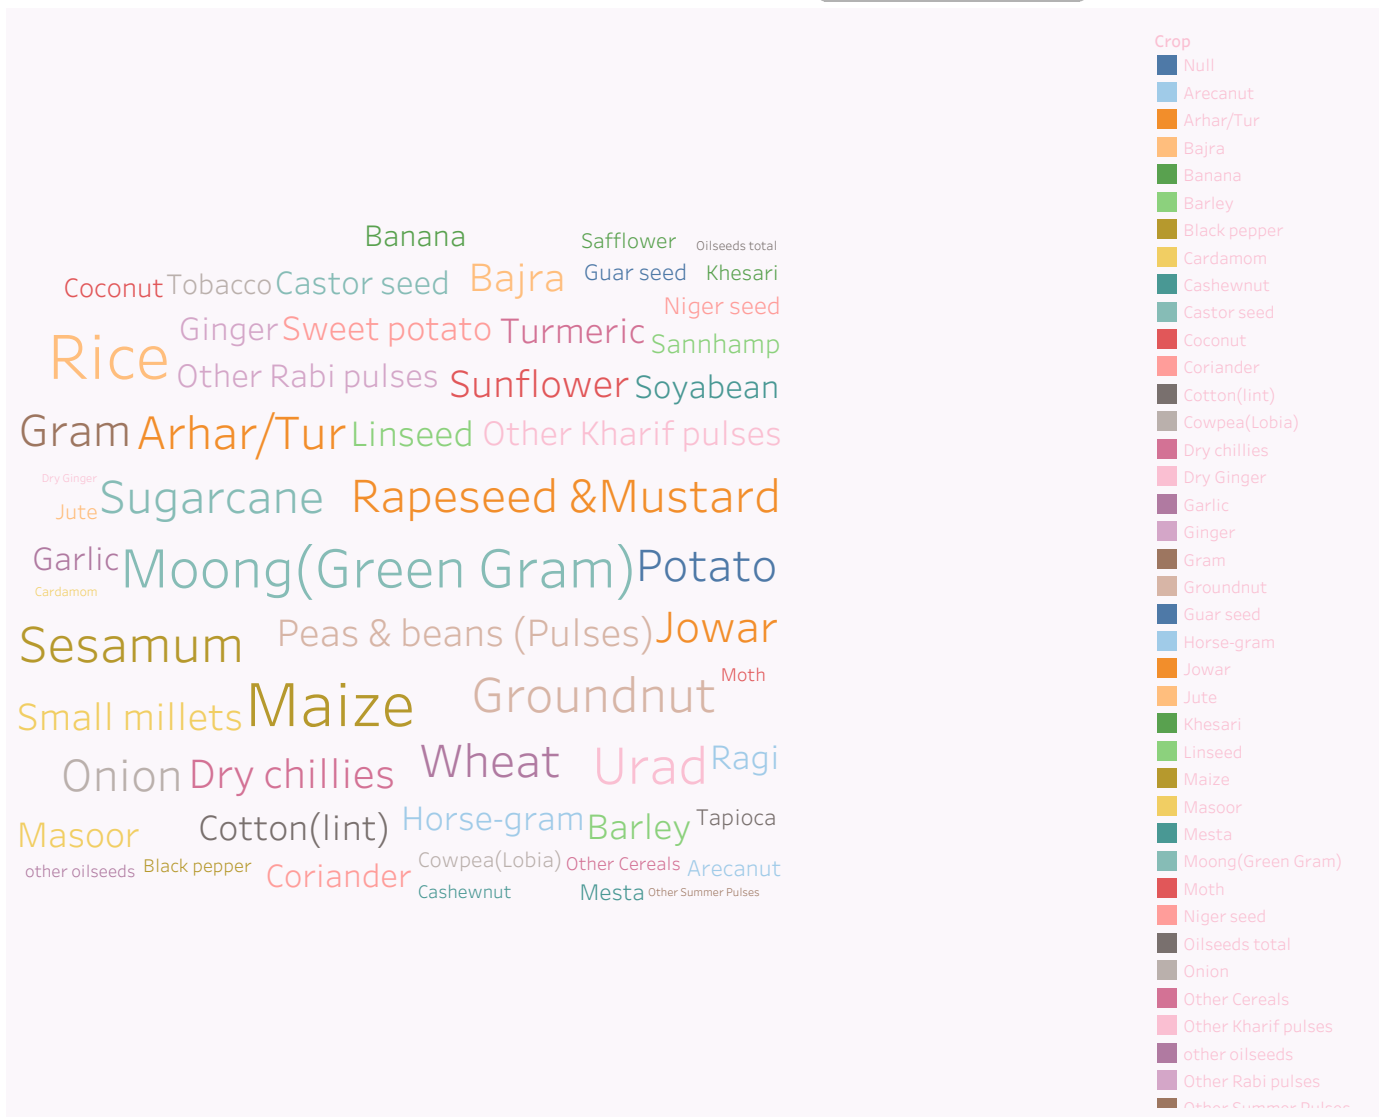 Banana Safflower Oilseeds total
Coconut Tobacco Castor seed Bajra Guar seed Khesari
Niger seed
Rice Ginger Sweet potato Turmeric Sannhamp
Other Rabi pulses Sunflower Soyabean
Gram Arhar/Tur Linseed Other Kharif pulses
Dry Ginger
Jute Sugarcane Rapeseed &Mustard
Garlic Moong(Green Gram) Potato
Cardamom
Sesamum Peas & beans (Pulses) Jowar
Moth
Small millets Maize Groundnut
Onion Dry chillies Wheat Urad Ragi
Masoor Cotton(lint) Horse-gram Barley Tapioca
other oilseeds Black pepper Coriander Cowpea(Lobia) Other Cereals Arecanut
Cashewnut Mesta Other Summer Pulses
Crop
Null
Arecanut
Arhar/Tur
Bajra
Banana
Barley
Black pepper
Cardamom
Cashewnut
Castor seed
Coconut
Coriander
Cotton(lint)
Cowpea(Lobia)
Dry chillies
Dry Ginger
Garlic
Ginger
Gram
Groundnut
Guar seed
Horse-gram
Jowar
Jute
Khesari
Linseed
Maize
Masoor
Mesta
Moong(Green Gram)
Moth
Niger seed
Oilseeds total
Onion
Other Cereals
Other Kharif pulses
other oilseeds
Other Rabi pulses
Other Summer Pulses